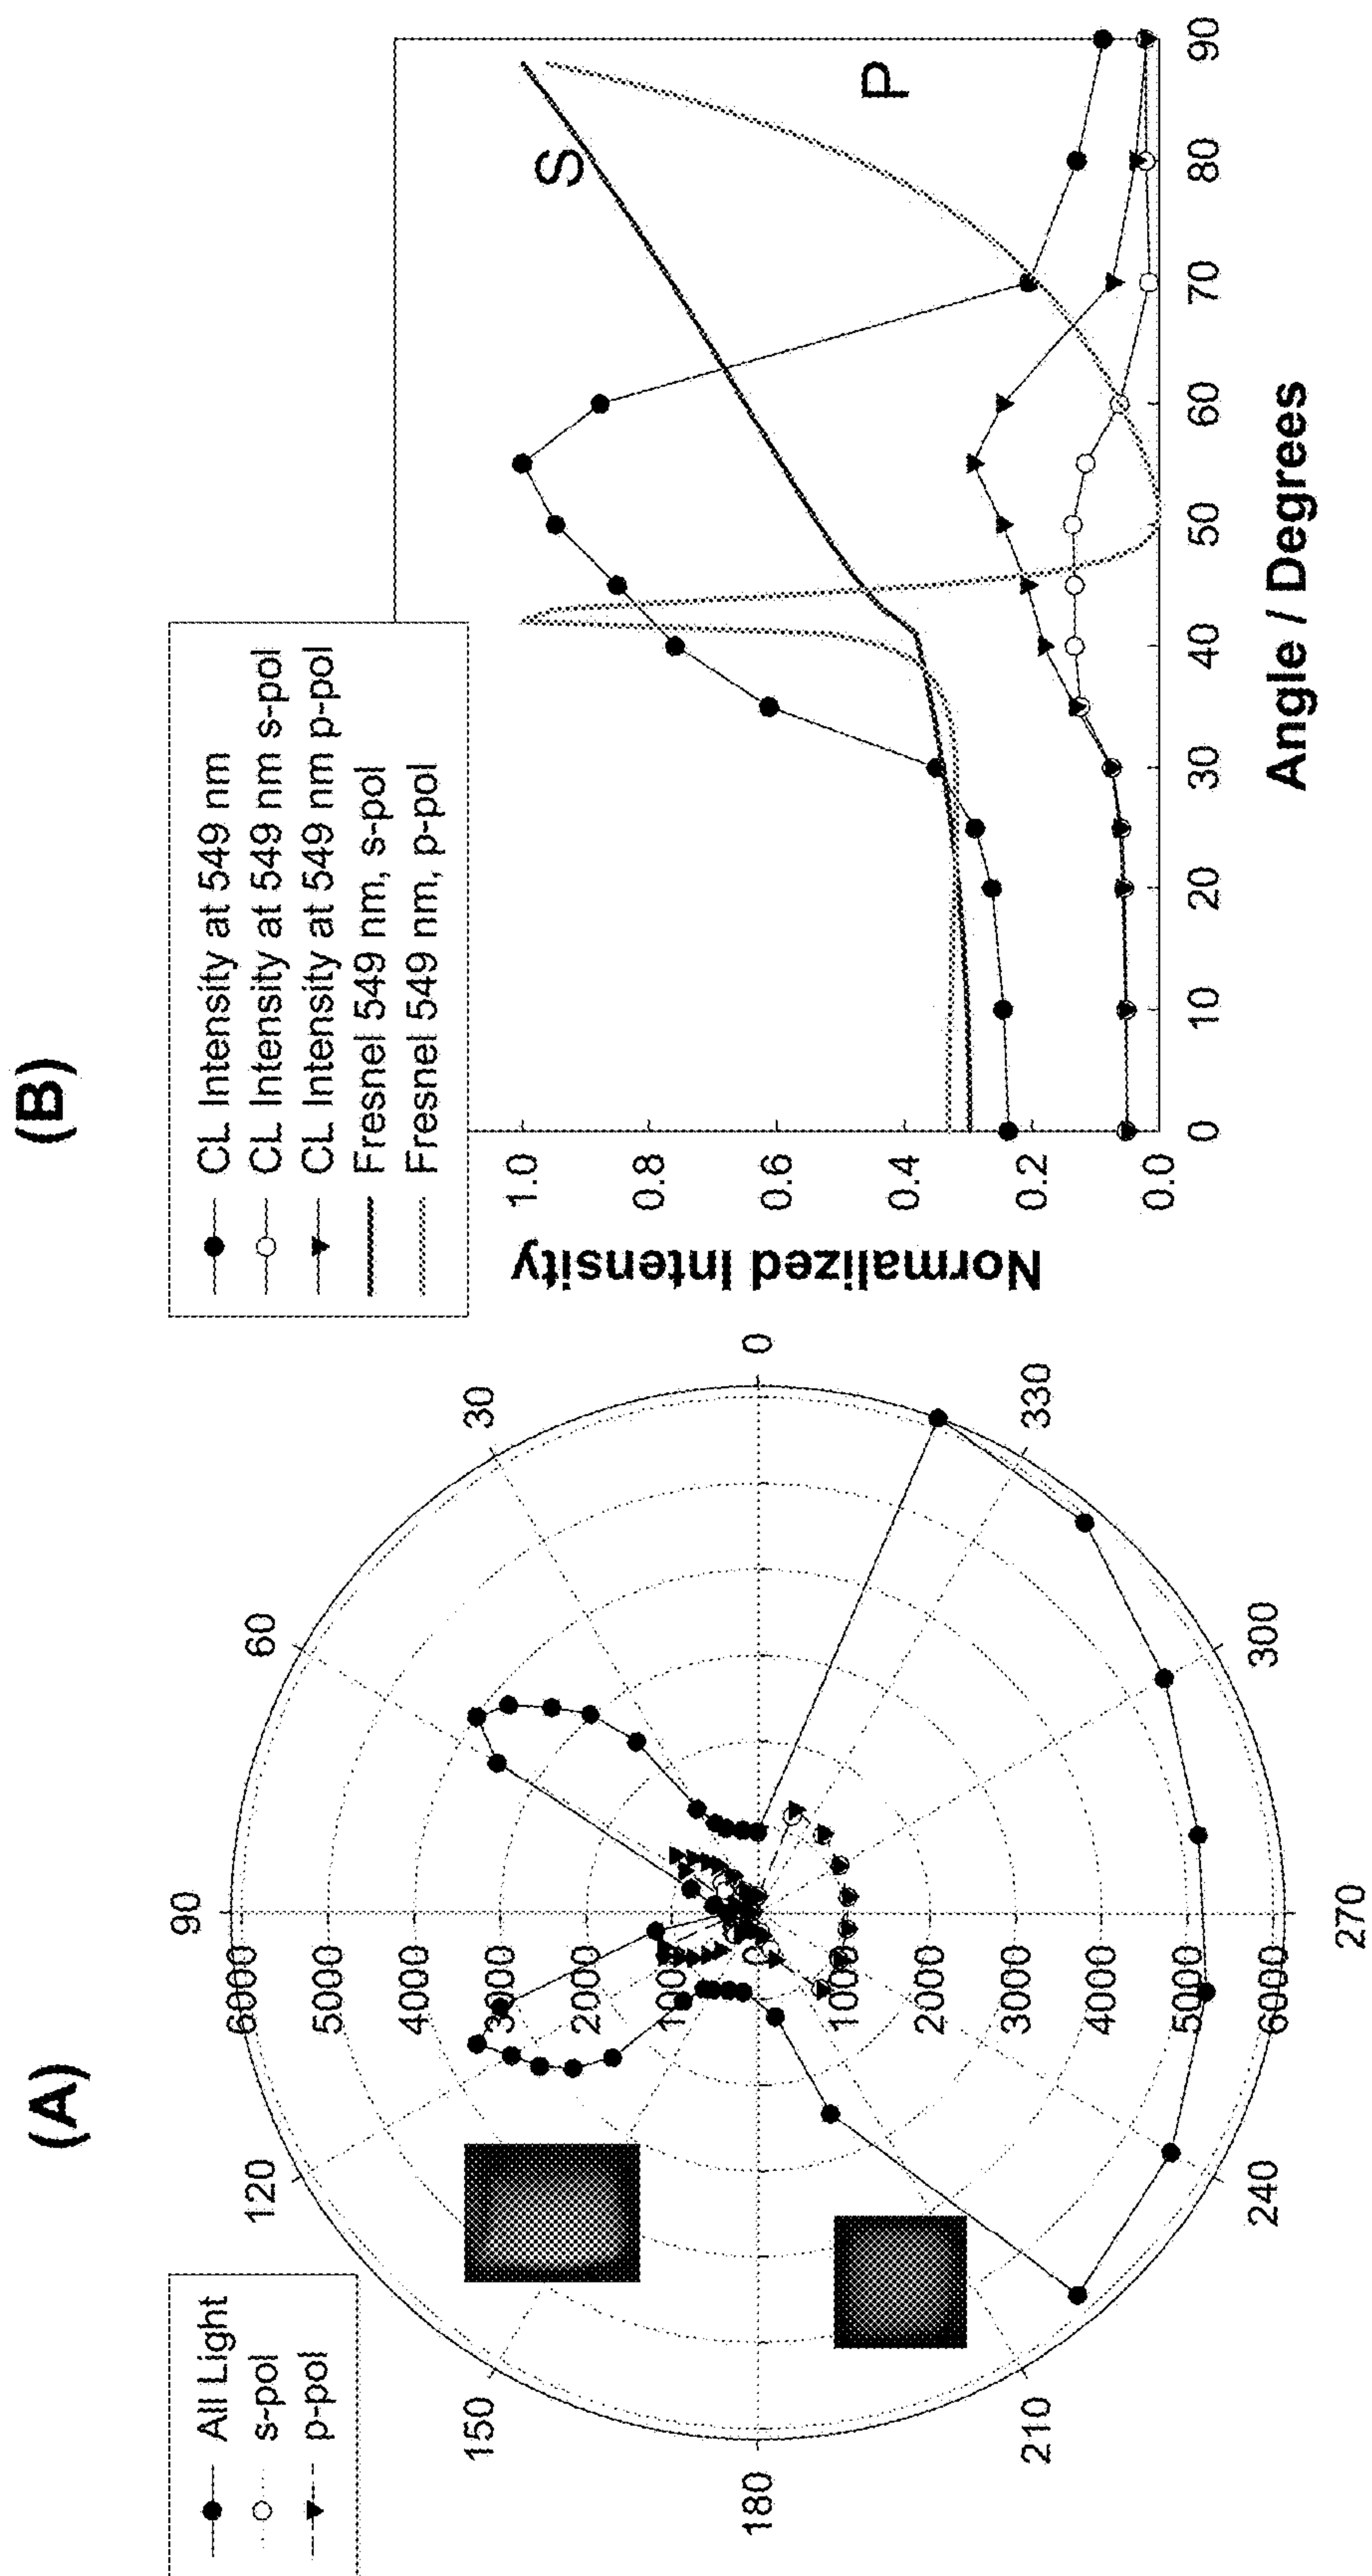 (A)
All Light
s-pol
p-pol
90
60
30
0
330
300
270
240
210
180
150
120
6000
5000
4000
3000
2000
1000
0
1000
2000
3000
4000
5000
6000
(B)
CL Intensity at 549 nm
CL Intensity at 549 nm s-pol
CL Intensity at 549 nm p-pol
Fresnel 549 nm, s-pol
Fresnel 549 nm, p-pol
S
P
Normalized Intensity
1.0
0.8
0.6
0.4
0.2
0.0
0 10 20 30 40 50 60 70 80 90
Angle / Degrees